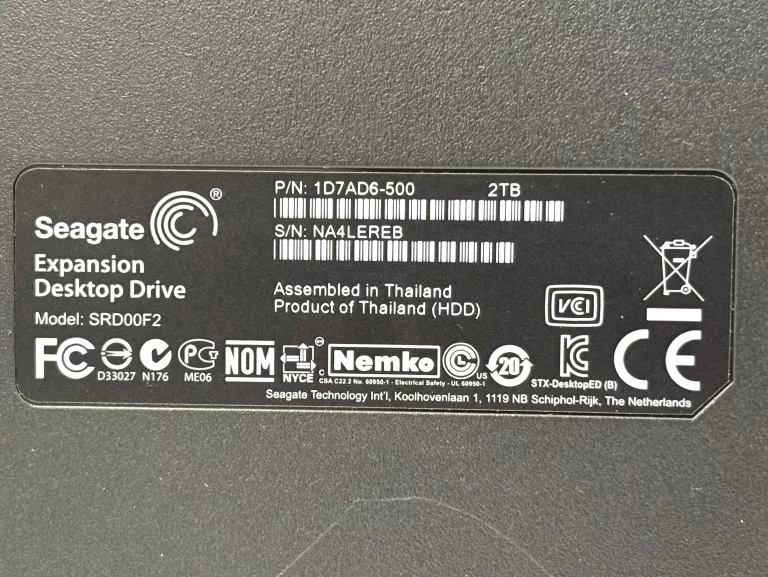 Seagate ®
Expansion
Desktop Drive
Model: SRD00F2
P/N: 1D7AD6-500 2TB
S/N: NA4LEREB
Assembled in Thailand
Product of Thailand (HDD)
VCI
FC D33027 N176 ME06 NOM NYCE
C Nemko US
CSA C22.2 No. 60950-1 - Electrical Safety - UL 60950-1
20
STX-DesktopED (B)
CE
Seagate Technology Int'l, Koolhovenlaan 1, 1119 NB Schiphol-Rijk, The Netherlands